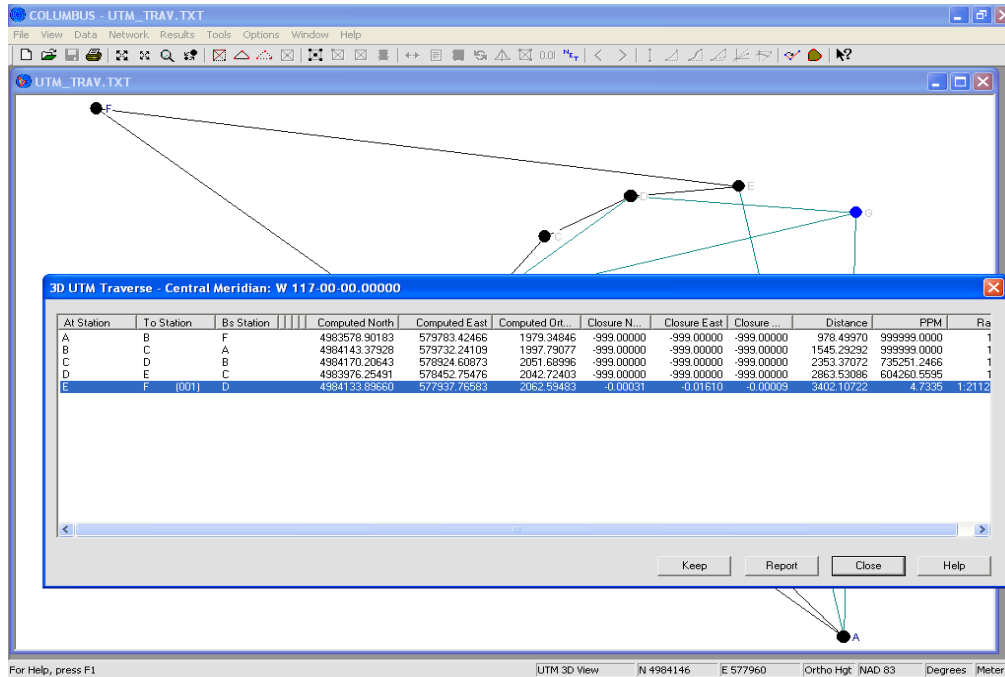 COLUMBUS - UTM_TRAV.TXT
File View Data Network Results Tools Options Window Help
0.01
UTM_TRAV.TXT
F
E
D
G
C
3D UTM Traverse - Central Meridian: W 117-00-00.00000
At Station To Station Bs Station Computed North Computed East Computed Ort... Closure N... Closure East Closure ... Distance PPM Ra
A B F 4983578.90183 579783.42466 1979.34846 -999.00000 -999.00000 -999.00000 978.49970 999999.0000 1
B C A 4984143.37928 579732.24109 1997.79077 -999.00000 -999.00000 -999.00000 1545.29292 999999.0000 1
C D B 4984170.20643 578924.60873 2051.68996 -999.00000 -999.00000 -999.00000 2353.37072 735251.2466 1
D E C 4983976.25491 578452.75476 2042.72403 -999.00000 -999.00000 -999.00000 2863.53086 604260.5595 1
E F (001) D 4984133.89660 577937.76583 2062.59483 -0.00031 -0.01610 -0.00009 3402.10722 4.7335 1:2112
Keep Report Close Help
A
For Help, press F1 UTM 3D View N 4984146 E 577960 Ortho Hgt NAD 83 Degrees Meter